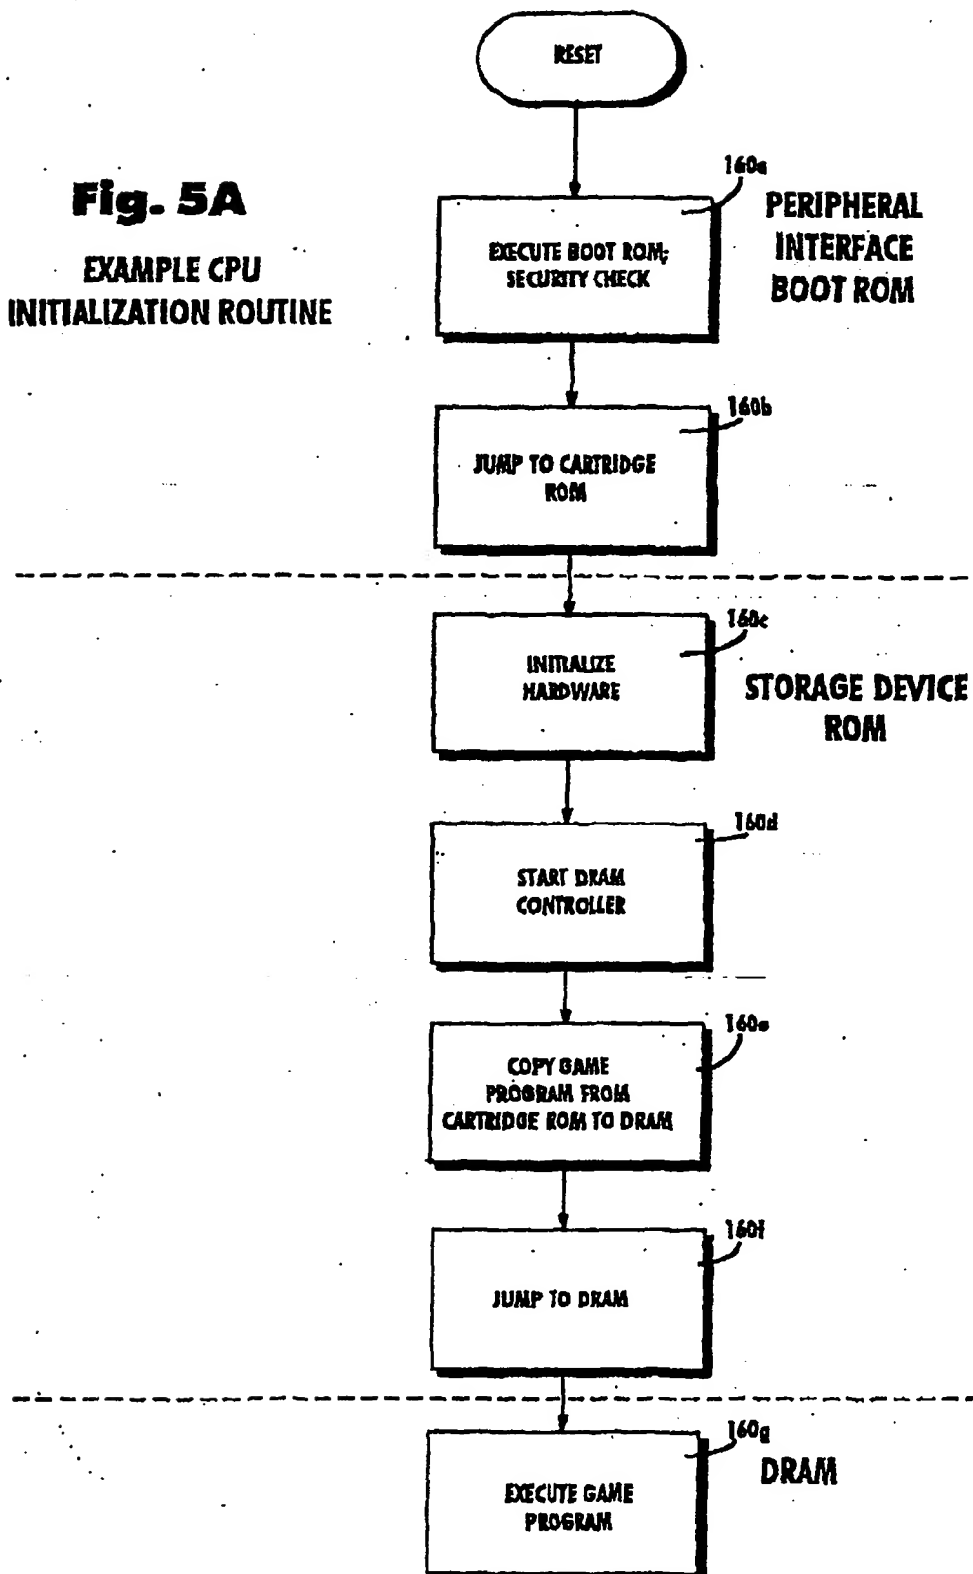 RESET
Fig. 5A
EXAMPLE CPU
INITIALIZATION ROUTINE
160a
EXECUTE BOOT ROM;
SECURITY CHECK
PERIPHERAL
INTERFACE
BOOT ROM
160b
JUMP TO CARTRIDGE
ROM
160c
INITIALIZE
HARDWARE
STORAGE DEVICE
ROM
160d
START DRAM
CONTROLLER
160e
COPY GAME
PROGRAM FROM
CARTRIDGE ROM TO DRAM
160f
JUMP TO DRAM
160g
EXECUTE GAME
PROGRAM
DRAM